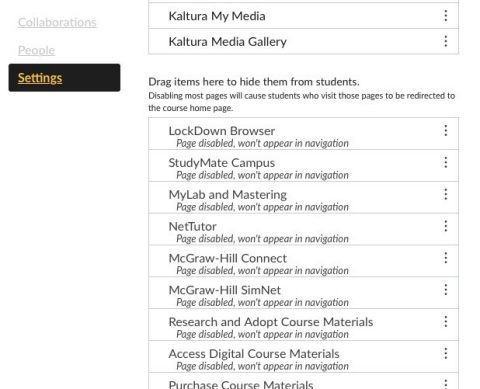 Collaborations
People
Settings
Kaltura My Media
Kaltura Media Gallery
Drag items here to hide them from students.
Disabling most pages will cause students who visit those pages to be redirected to
the course home page.
LockDown Browser
Page disabled, won't appear in navigation
StudyMate Campus
Page disabled, won't appear in navigation
MyLab and Mastering
Page disabled, won't appear in navigation
NetTutor
Page disabled, won't appear in navigation
McGraw-Hill Connect
Page disabled, won't appear in navigation
McGraw-Hill SimNet
Page disabled, won't appear in navigation
Research and Adopt Course Materials
Page disabled, won't appear in navigation
Access Digital Course Materials
Page disabled, won't appear in navigation
Purchase Course Materials